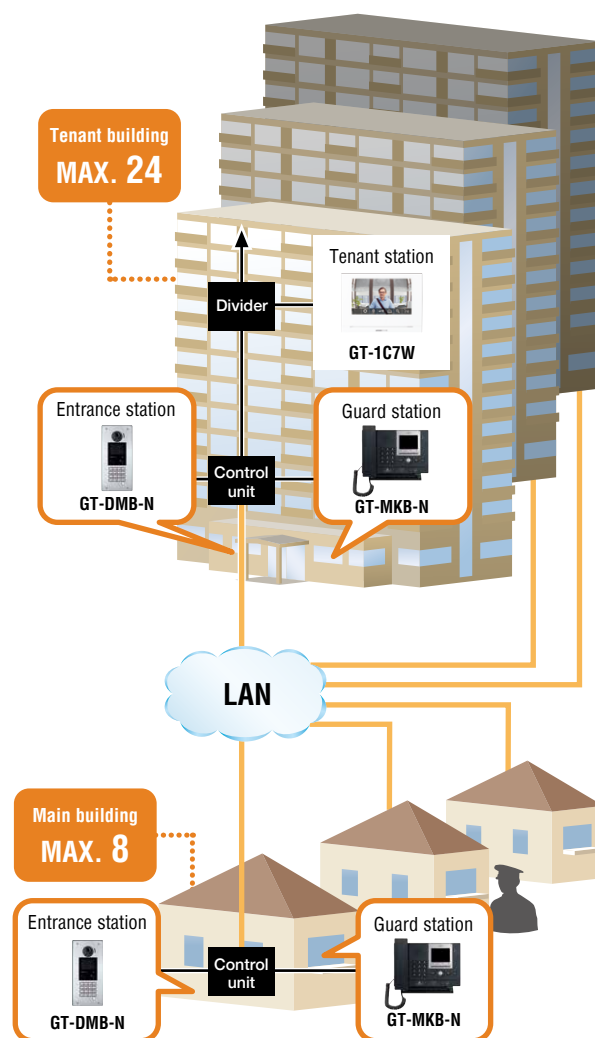 Tenant building
MAX. 24
Tenant station
Divider
GT-1C7W
Entrance station
GT-DMB-N
Control
unit
Guard station
GT-MKB-N
LAN
Main building
MAX. 8
Entrance station
GT-DMB-N
Control
unit
Guard station
GT-MKB-N